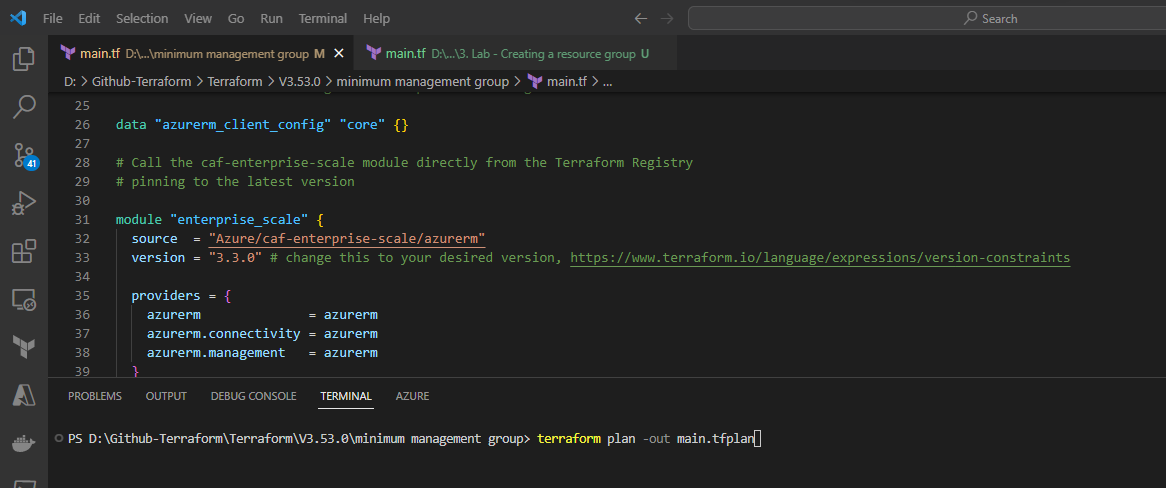 File Edit Selection View Go Run Terminal Help Search
main.tf D:\...\minimum management group M main.tf D:\...\3. Lab - Creating a resource group U
D: > Github-Terraform > Terraform > V3.53.0 > minimum management group > main.tf > ...
25
26 data "azurerm_client_config" "core" {}
27
28 # Call the caf-enterprise-scale module directly from the Terraform Registry
29 # pinning to the latest version
30
31 module "enterprise_scale" {
32 source = "Azure/caf-enterprise-scale/azurerm"
33 version = "3.3.0" # change this to your desired version, https://www.terraform.io/language/expressions/version-constraints
34
35 providers = {
36 azurerm = azurerm
37 azurerm.connectivity = azurerm
38 azurerm.management = azurerm
39 }
41
PROBLEMS OUTPUT DEBUG CONSOLE TERMINAL AZURE
PS D:\Github-Terraform\Terraform\V3.53.0\minimum management group> terraform plan -out main.tfplan